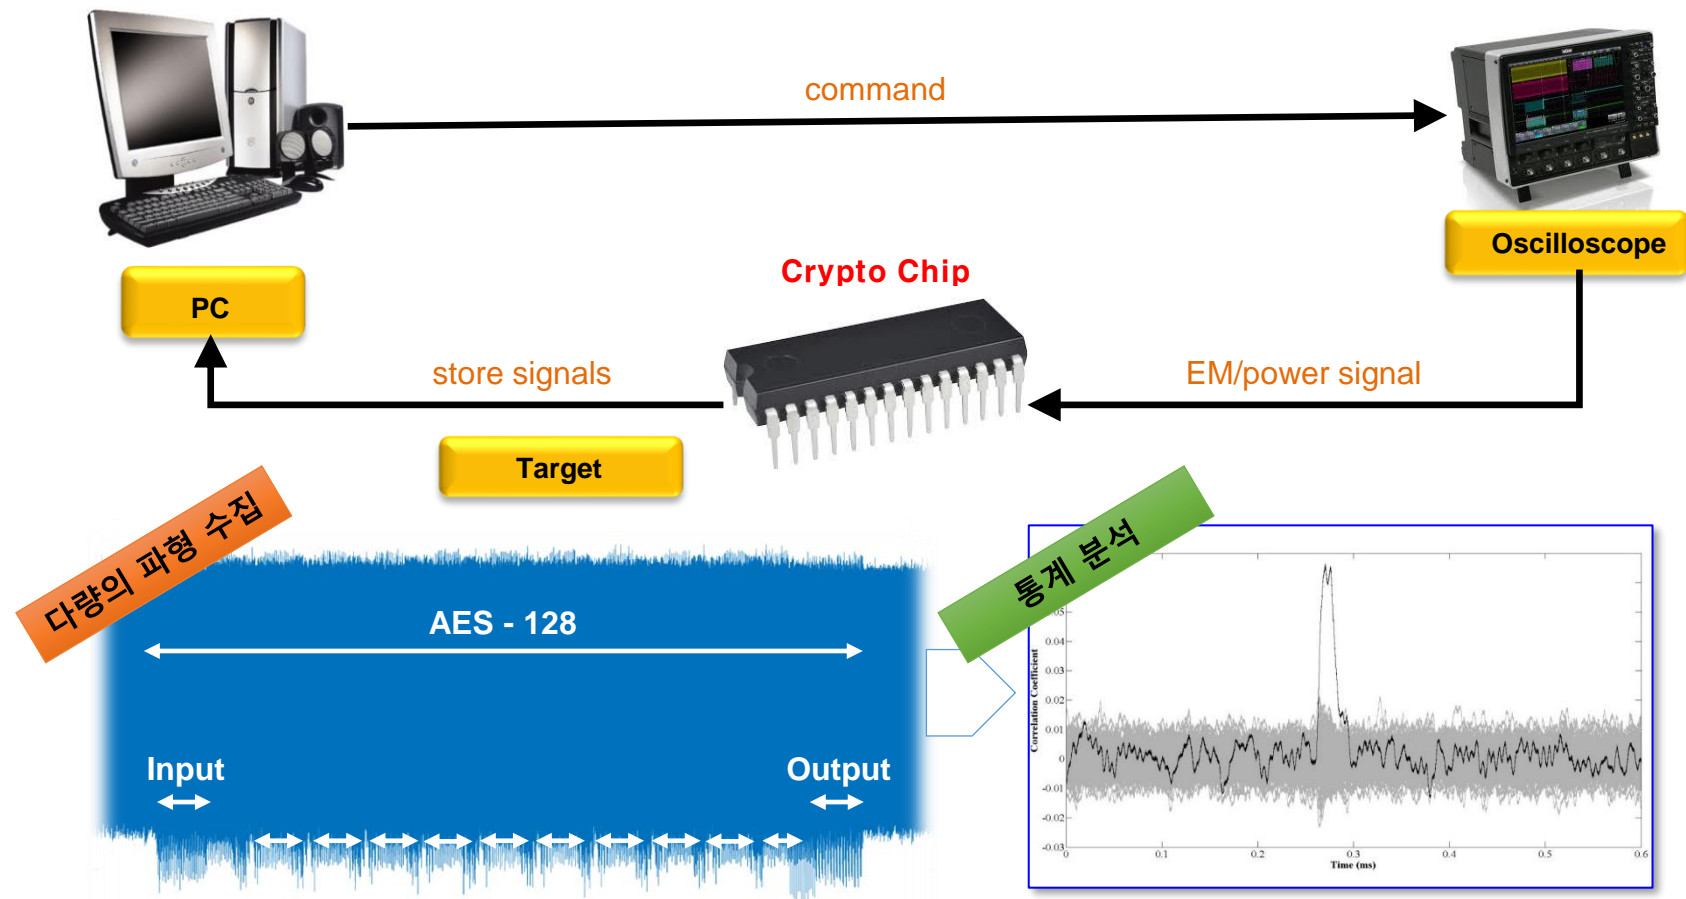 command
Oscilloscope
Crypto Chip
PC
store signals
EM/power signal
Target
다량의 파형 수집
통계 분석
AES - 128
Input
Output
Correlation Coefficient
0.04
0.03
0.02
0.01
0
-0.01
-0.02
-0.03
0
0.1
0.2
0.3
0.4
0.5
0.6
Time (ms)